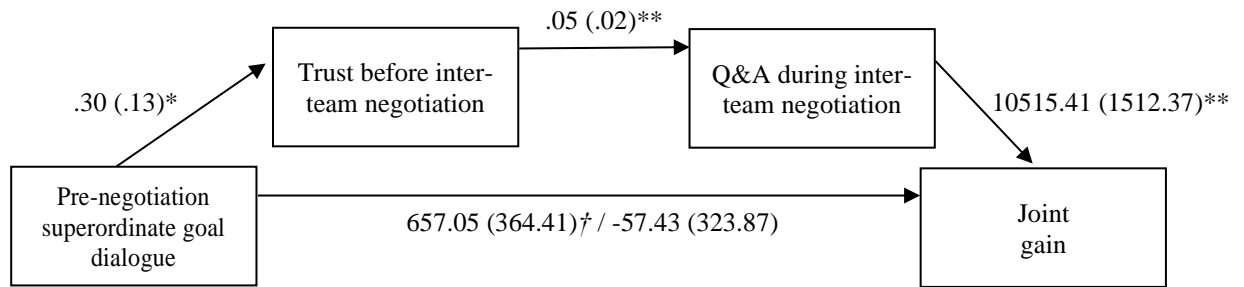 .05 (.02)**
Trust before inter-
team negotiation
Q&A during inter-
team negotiation
.30 (.13)*
10515.41 (1512.37)**
Pre-negotiation
superordinate goal
dialogue
657.05 (364.41)† / -57.43 (323.87)
Joint
gain